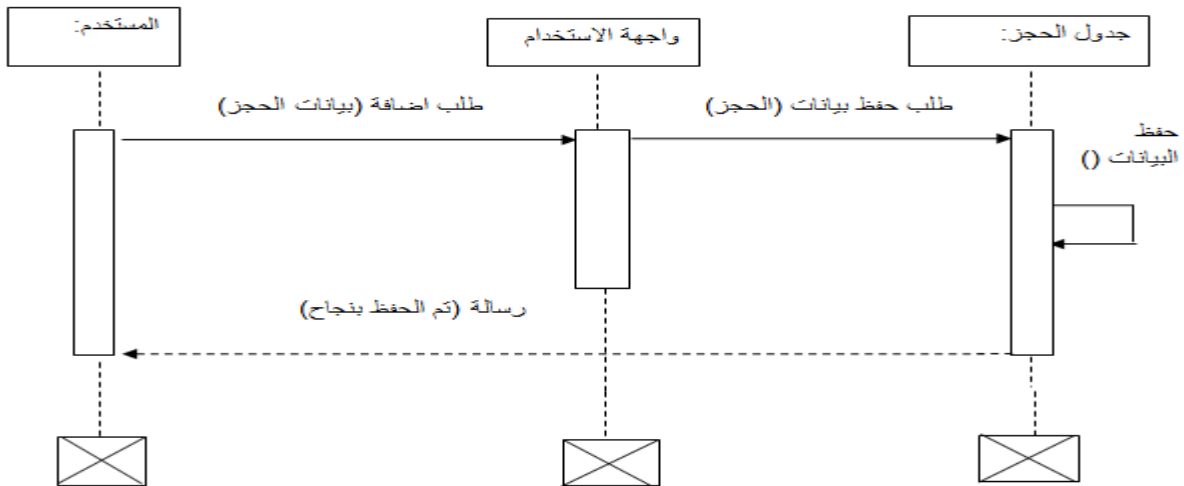 المستخدم:
واجهة الاستخدام
جدول الحجز:
طلب اضافة (بيانات الحجز)
طلب حفظ بيانات (الحجز)
حفظ
البيانات ()
رسالة (تم الحفظ بنجاح)